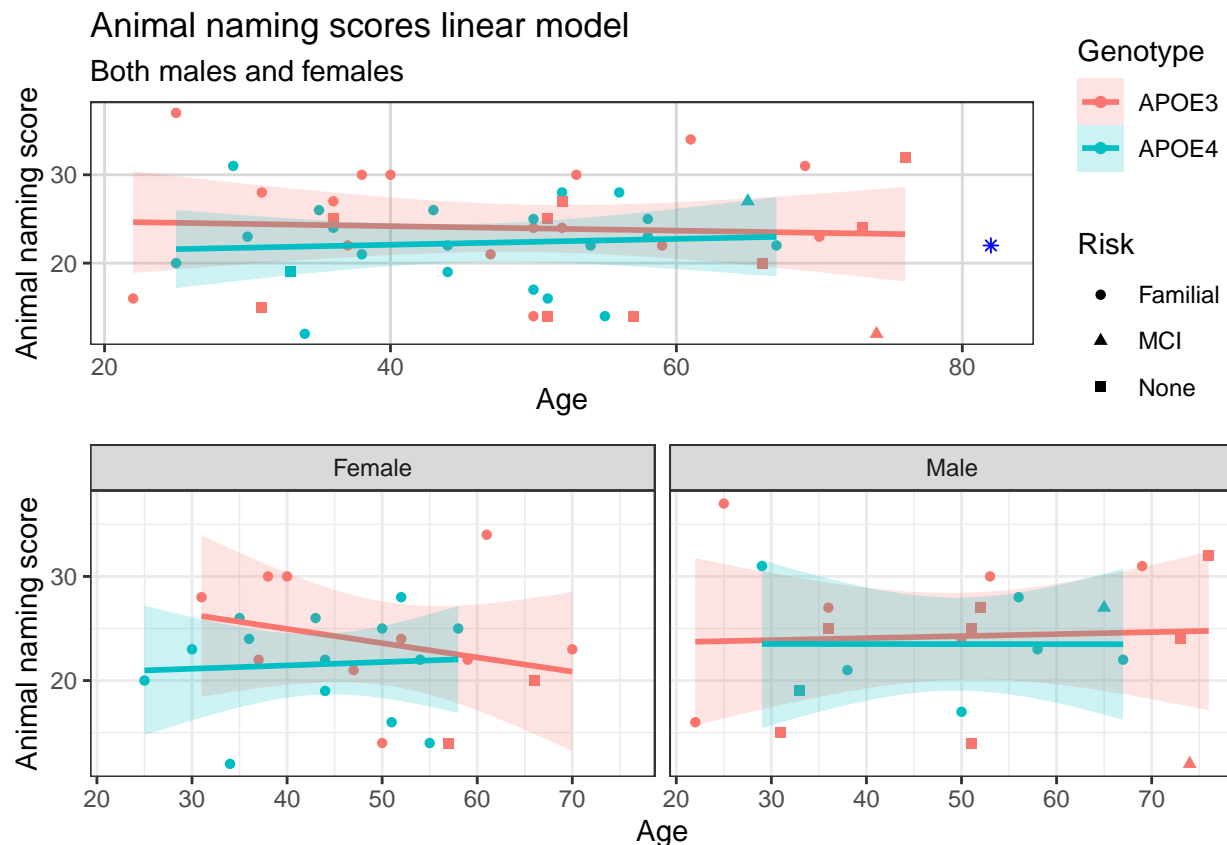 Animal naming scores linear model
Both males and females
Animal naming score
30
20
20
40
60
80
Age
Genotype
APOE3
APOE4
Risk
Familial
MCI
None
Female
Male
Animal naming score
30
20
20
30
40
50
60
70
20
30
40
50
60
70
Age